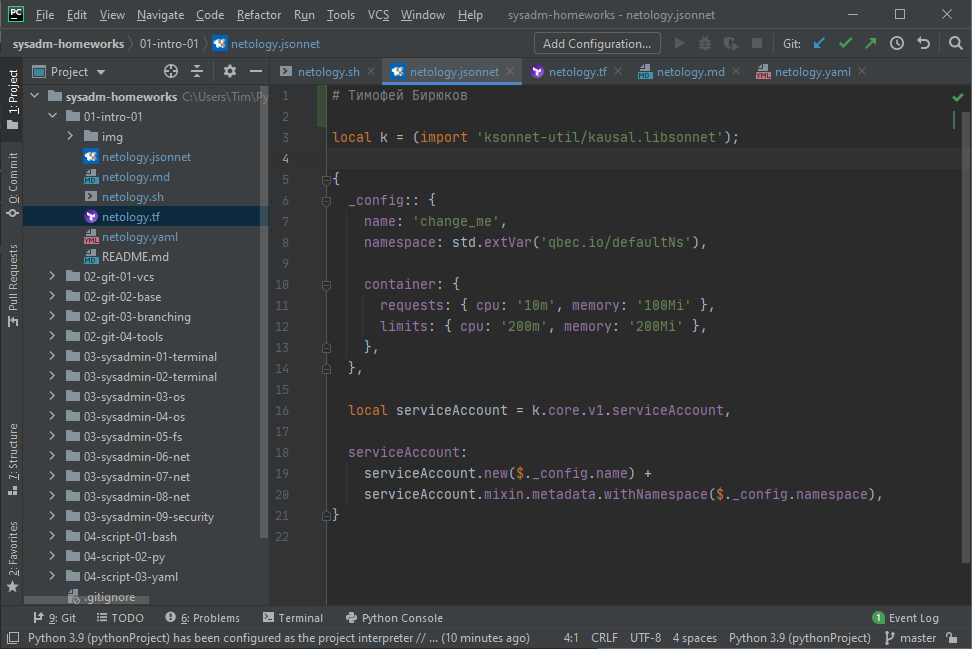 PC File Edit View Navigate Code Refactor Run Tools VCS Window Help sysadm-homeworks - netology.jsonnet
sysadm-homeworks 01-intro-01 netology.jsonnet Add Configuration... Git:
Project netology.sh netology.jsonnet netology.tf netology.md netology.yaml
1: Project
0: Commit
Pull Requests
7: Structure
2: Favorites
sysadm-homeworks C:\Users\Tim\Py
01-intro-01
img
netology.jsonnet
netology.md
netology.sh
netology.tf
netology.yaml
README.md
02-git-01-vcs
02-git-02-base
02-git-03-branching
02-git-04-tools
03-sysadmin-01-terminal
03-sysadmin-02-terminal
03-sysadmin-03-os
03-sysadmin-04-os
03-sysadmin-05-fs
03-sysadmin-06-net
03-sysadmin-07-net
03-sysadmin-08-net
03-sysadmin-09-security
04-script-01-bash
04-script-02-py
04-script-03-yaml
.gitignore
1 # Тимофей Бирюков
2
3 local k = (import 'ksonnet-util/kausal.libsonnet');
4
5 {
6 _config:: {
7 name: 'change_me',
8 namespace: std.extVar('qbec.io/defaultNs'),
9
10 container: {
11 requests: { cpu: '10m', memory: '100Mi' },
12 limits: { cpu: '200m', memory: '200Mi' },
13 },
14 },
15
16 local serviceAccount = k.core.v1.serviceAccount,
17
18 serviceAccount:
19 serviceAccount.new($._config.name) +
20 serviceAccount.mixin.metadata.withNamespace($._config.namespace),
21 }
22
9: Git TODO 6: Problems Terminal Python Console 1 Event Log
Python 3.9 (pythonProject) has been configured as the project interpreter // ... (10 minutes ago) 4:1 CRLF UTF-8 4 spaces Python 3.9 (pythonProject) master